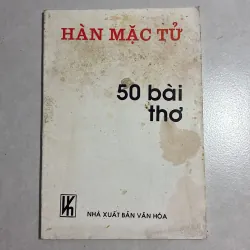 HÀN MẶC TỬ
50 bài
thơ
NHÀ XUẤT BẢN VĂN HÓA